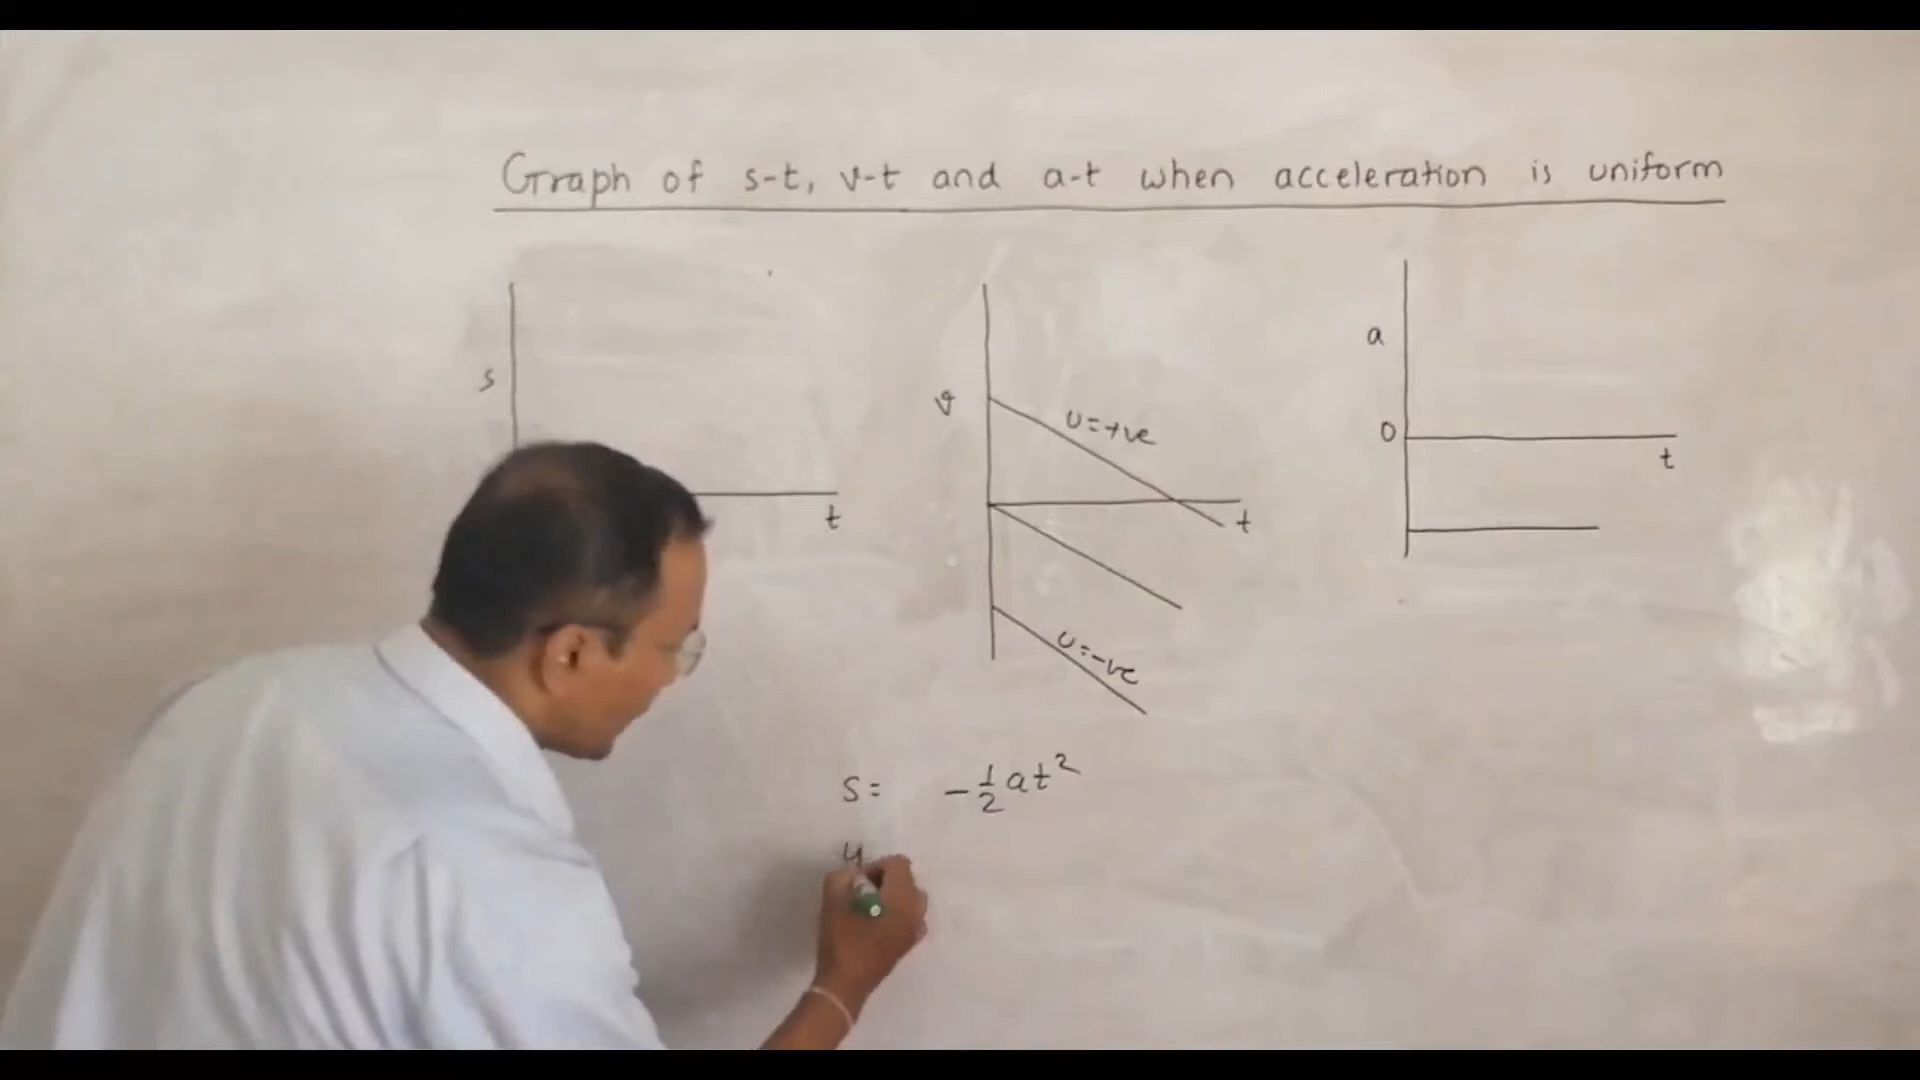 Graph of s-t, v-t and a-t when acceleration is uniform
s
t
v
u=+ve
t
u=-ve
a
0
t
s= -½at²
y